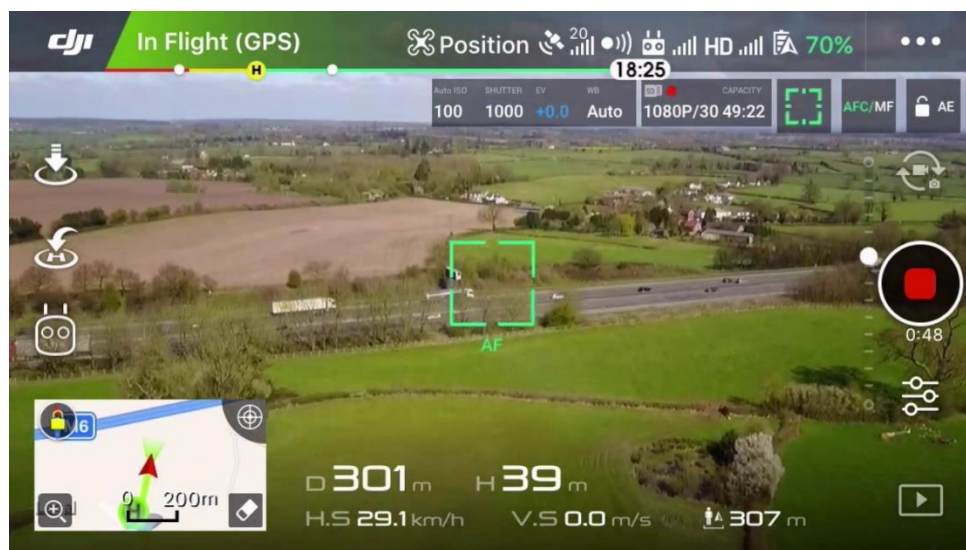 dji In Flight (GPS) Position 20 HD 70%
H 18:25
Auto ISO SHUTTER EV WB CAPACITY
100 1000 +0.0 Auto 1080P/30 49:22 AFC/MF AE
H
AF
0:48
0 200m
H
D 301 m H 39 m
H.S 29.1 km/h V.S 0.0 m/s 307 m